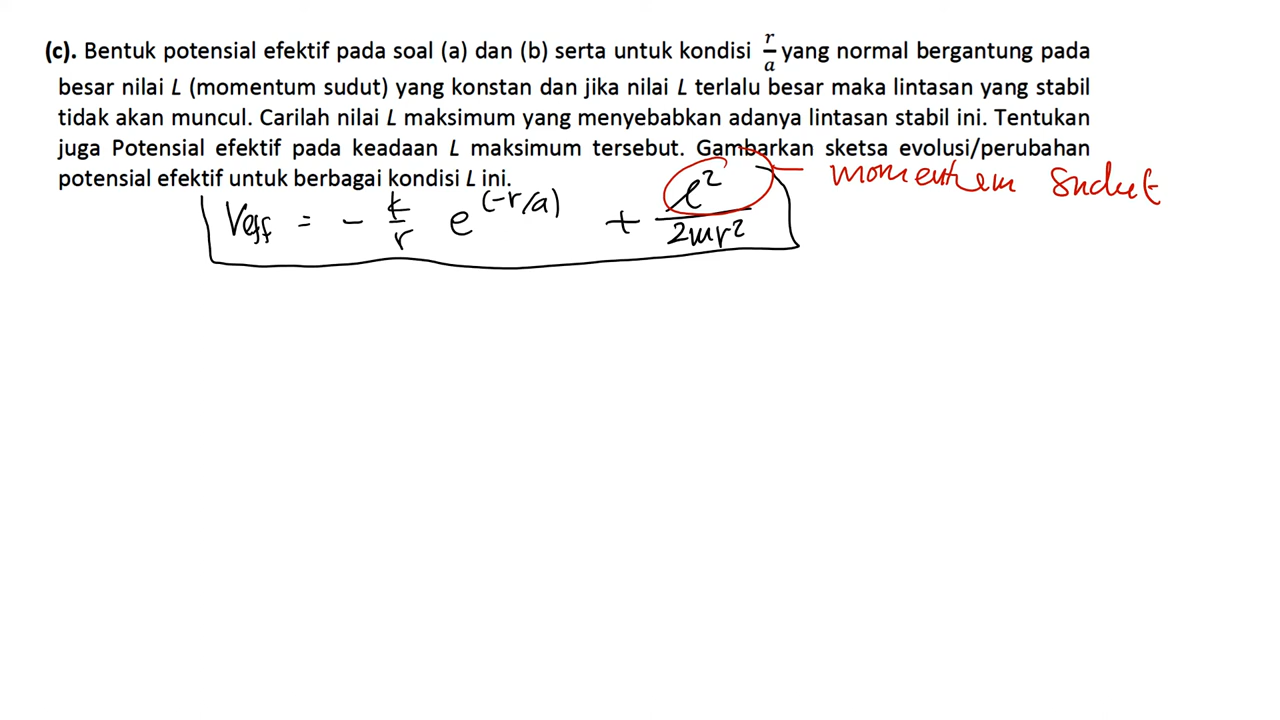 (c). Bentuk potensial efektif pada soal (a) dan (b) serta untuk kondisi r/a yang normal bergantung pada
besar nilai L (momentum sudut) yang konstan dan jika nilai L terlalu besar maka lintasan yang stabil
tidak akan muncul. Carilah nilai L maksimum yang menyebabkan adanya lintasan stabil ini. Tentukan
juga Potensial efektif pada keadaan L maksimum tersebut. Gambarkan sketsa evolusi/perubahan
potensial efektif untuk berbagai kondisi L ini.
momentum sudut
Veff = - k/r e^(-r/a) + l²/2mr²